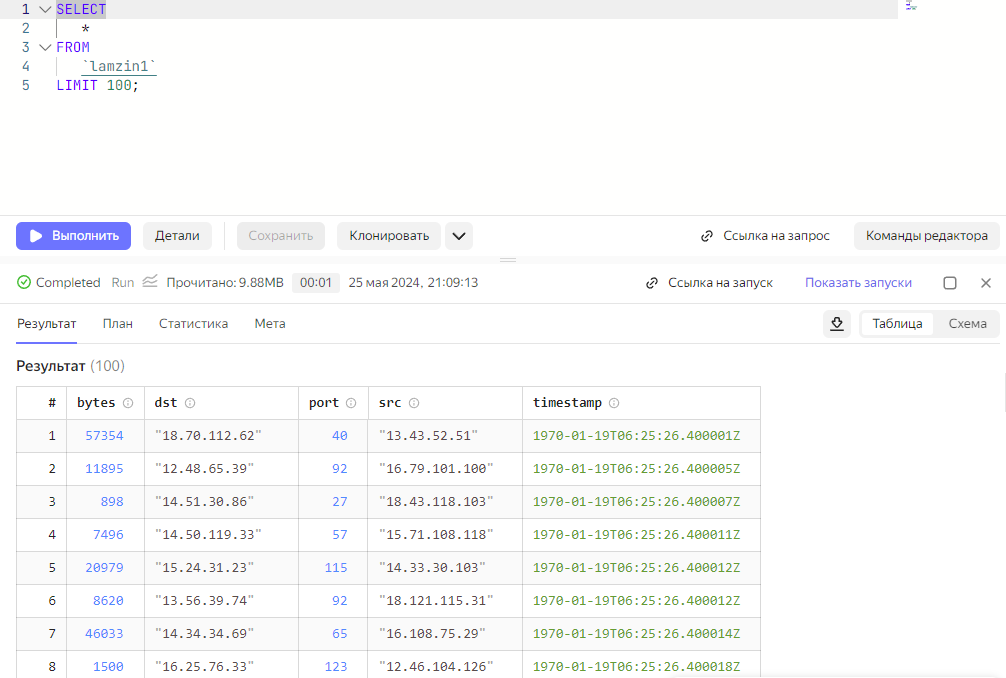 1 SELECT
2 *
3 FROM
4 `lamzin1`
5 LIMIT 100;
Выполнить Детали Сохранить Клонировать Ссылка на запрос Команды редактора
Completed Run Прочитано: 9.88MB 00:01 25 мая 2024, 21:09:13 Ссылка на запуск Показать запуски
Результат План Статистика Мета Таблица Схема
Результат (100)
# bytes dst port src timestamp
1 57354 "18.70.112.62" 40 "13.43.52.51" 1970-01-19T06:25:26.400001Z
2 11895 "12.48.65.39" 92 "16.79.101.100" 1970-01-19T06:25:26.400005Z
3 898 "14.51.30.86" 27 "18.43.118.103" 1970-01-19T06:25:26.400007Z
4 7496 "14.50.119.33" 57 "15.71.108.118" 1970-01-19T06:25:26.400011Z
5 20979 "15.24.31.23" 115 "14.33.30.103" 1970-01-19T06:25:26.400012Z
6 8620 "13.56.39.74" 92 "18.121.115.31" 1970-01-19T06:25:26.400012Z
7 46033 "14.34.34.69" 65 "16.108.75.29" 1970-01-19T06:25:26.400014Z
8 1500 "16.25.76.33" 123 "12.46.104.126" 1970-01-19T06:25:26.400018Z